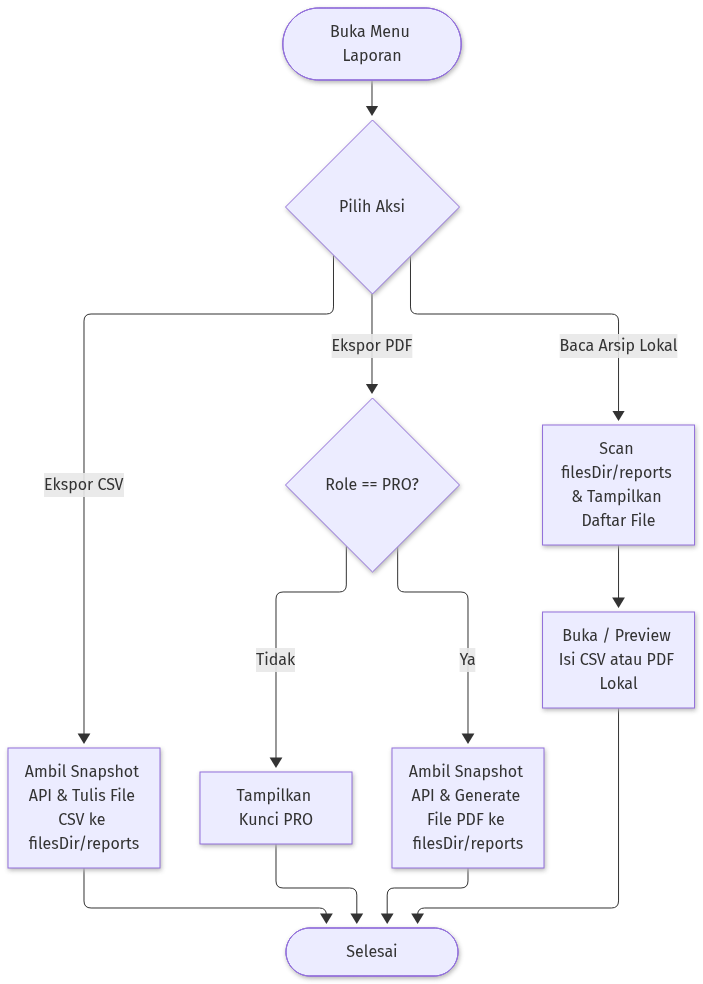 Buka Menu
Laporan
Pilih Aksi
Ekspor PDF
Baca Arsip Lokal
Ekspor CSV
Role == PRO?
Scan
filesDir/reports
& Tampilkan
Daftar File
Buka / Preview
Isi CSV atau PDF
Lokal
Tidak
Ya
Ambil Snapshot
API & Tulis File
CSV ke
filesDir/reports
Tampilkan
Kunci PRO
Ambil Snapshot
API & Generate
File PDF ke
filesDir/reports
Selesai